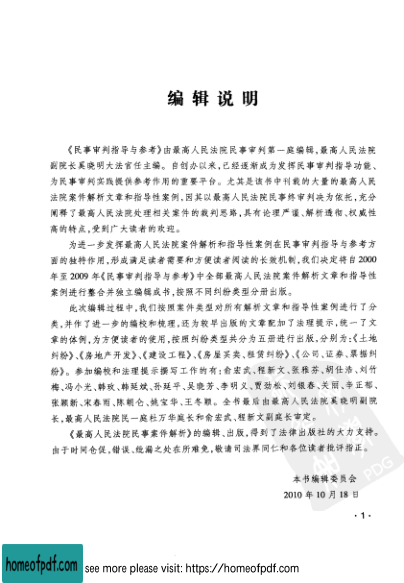 编辑说明
《民事审判指导与参考》由最高人民法院民事审判第一庭编辑，最高人民法院
副院长奚晓明大法官任主编。自创办以来，已经逐渐成为发挥民事审判指导功能、
为民事审判实践提供参考作用的重要平台。尤其是该书中刊载的大量的最高人民
法院案件解析文章和指导性案例，因其以最高人民法院民事终审判决为依托，充分
阐释了最高人民法院处理相关案件的裁判思路，具有论理严谨、解析透彻、权威性
高的特点，受到广大读者的欢迎。
为进一步发挥最高人民法院案件解析和指导性案例在民事审判指导与参考方
面的独特作用，形成满足读者需要和方便读者阅读的长效机制，我们决定将自2000
年至2009年《民事审判指导与参考》中全部最高人民法院案件解析文章和指导性
案例进行整合并独立编辑成书，按照不同纠纷类型分册出版。
此次编辑过程中，我们按照案件类型对所有解析文章和指导性案例进行了分
类，并作了进一步的编校和梳理，还为较早出版的文章配加了法理提示，统一了文
章的体例，为方便读者的使用，按照纠纷类型共分为五册进行出版，分别为：《土地
纠纷》、《房地产开发》、《建设工程》、《房屋买卖、租赁纠纷》、《公司、证券、票据纠
纷》。参加编校和法理提示撰写工作的有：俞宏武、程新文、张雅芬、胡仕浩、刘竹
梅、冯小光、韩玫、韩延斌、孙延平、吴晓芳、李明义、贾劲松、刘银春、关丽、辛正郁、
张颖新、宋春雨、陈朝仑、姚宝华、王冬颖。全书最后由最高人民法院奚晓明副院
长，最高人民法院民一庭杜万华庭长和俞宏武、程新文副庭长审定。
《最高人民法院民事案件解析》的编辑、出版，得到了法律出版社的大力支持。
由于时间仓促，错误、疏漏之处在所难免，敬请司法界同仁和各位读者批评指正。
本书编辑委员会
2010年10月18日
·1·
PDG
homeofpdf.com
see more please visit: https://homeofpdf.com